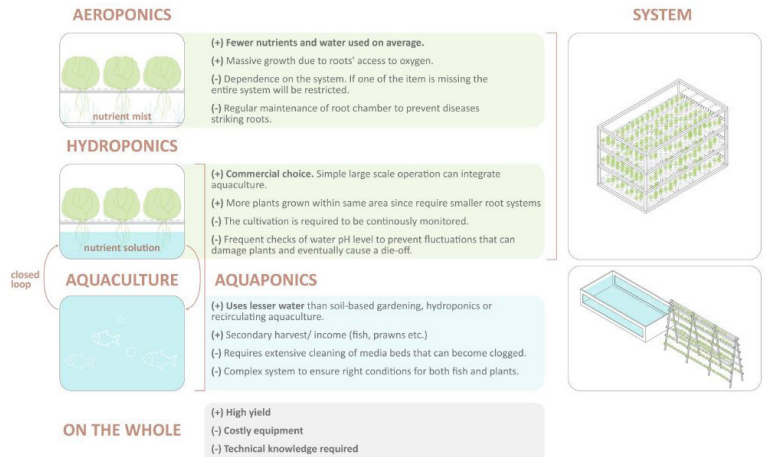 AEROPONICS
SYSTEM
(+) Fewer nutrients and water used on average.
(+) Massive growth due to roots' access to oxygen.
(-) Dependence on the system. If one of the item is missing the
entire system will be restricted.
(-) Regular maintenance of root chamber to prevent diseases
striking roots.
nutrient mist
HYDROPONICS
(+) Commercial choice. Simple large scale operation can integrate
aquaculture.
(+) More plants grown within same area since require smaller root systems
(-) The cultivation is required to be continously monitored.
(-) Frequent checks of water pH level to prevent fluctuations that can
damage plants and eventually cause a die-off.
nutrient solution
closed
loop
AQUACULTURE
AQUAPONICS
(+) Uses lesser water than soil-based gardening, hydroponics or
recirculating aquaculture.
(+) Secondary harvest/ income (fish, prawns etc.)
(-) Requires extensive cleaning of media beds that can become clogged.
(-) Complex system to ensure right conditions for both fish and plants.
ON THE WHOLE
(+) High yield
(-) Costly equipment
(-) Technical knowledge required